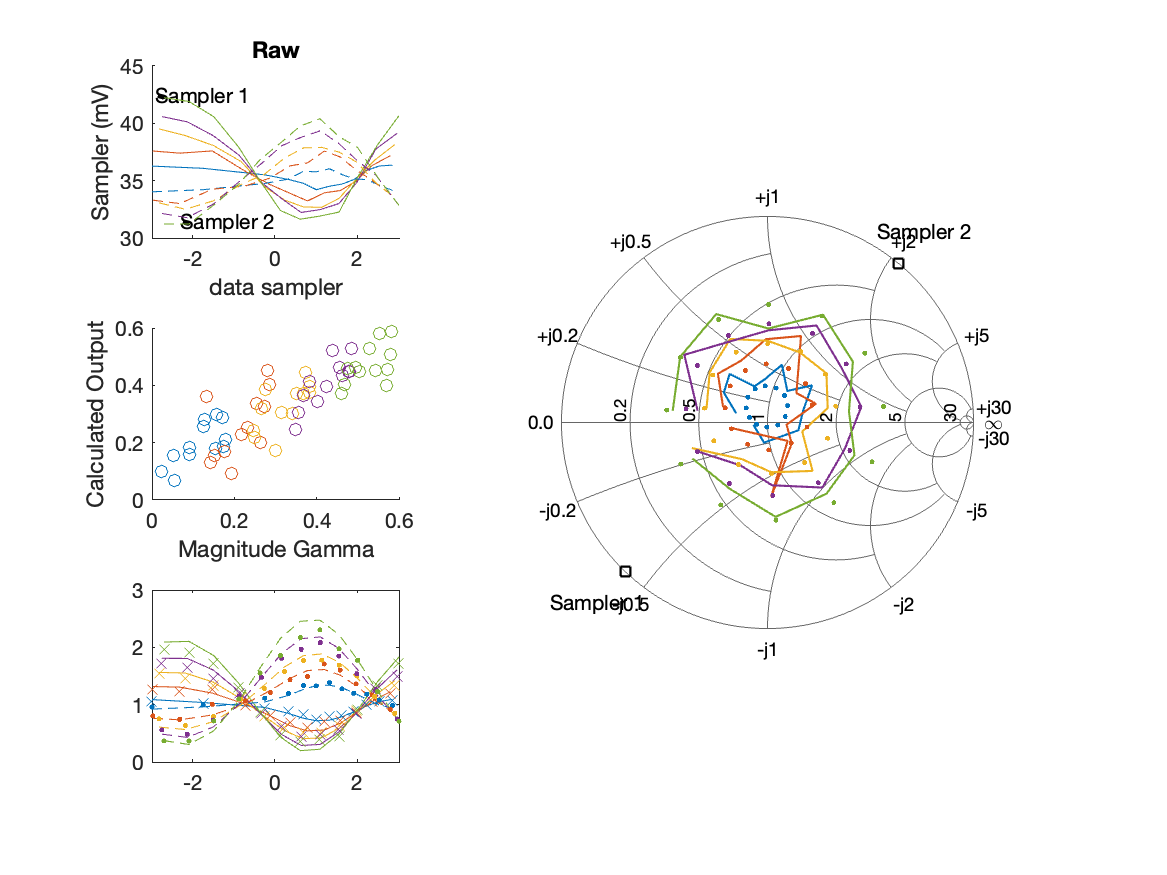 Raw
45
40
35
30
Sampler (mV)
Sampler 1
Sampler 2
-2
0
2
data sampler
0.6
0.4
0.2
0
Calculated Output
0
0.2
0.4
0.6
Magnitude Gamma
3
2
1
0
-2
0
2
+j1
Sampler 2
+j0.5
+j2
+j0.2
+j5
0.0
0.2
0.5
1
2
5
30
+j30
∞
-j30
-j0.2
-j5
Sampler 1
-j0.5
-j2
-j1